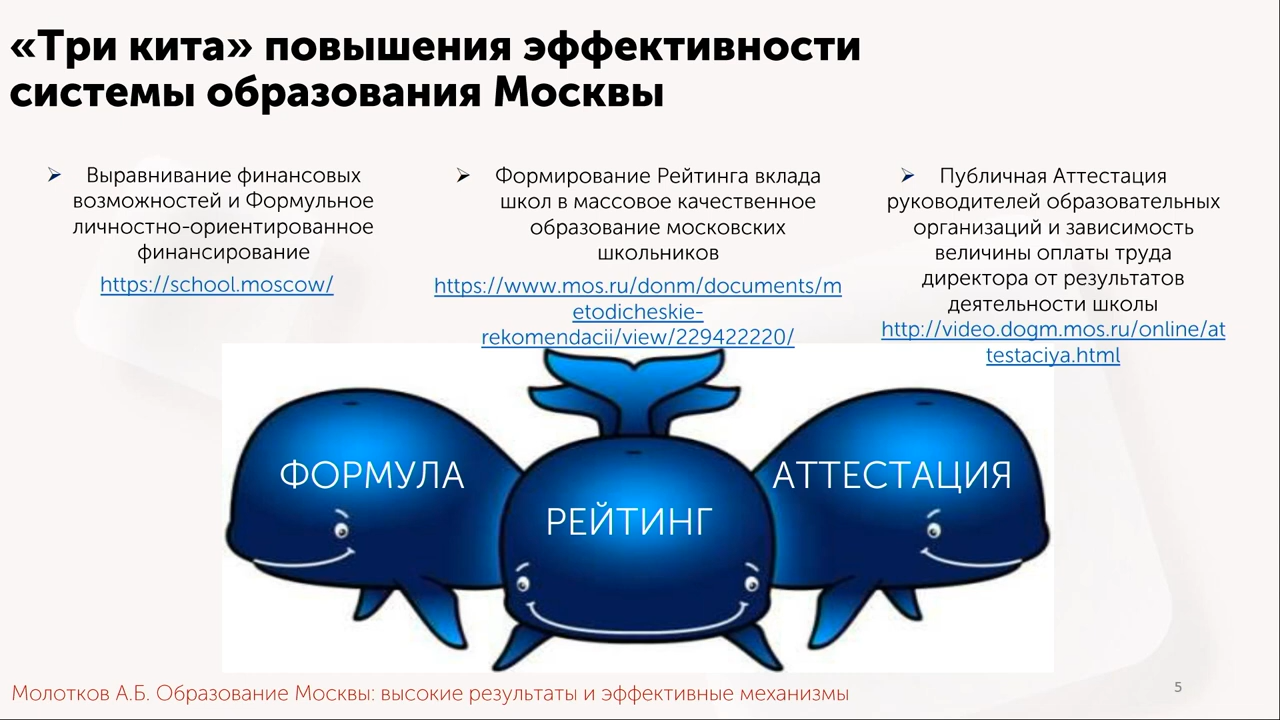 «Три кита» повышения эффективности
системы образования Москвы
Выравнивание финансовых
возможностей и Формульное
личностно-ориентированное
финансирование
https://school.moscow/
Формирование Рейтинга вклада
школ в массовое качественное
образование московских
школьников
https://www.mos.ru/donm/documents/m
etodicheskie-
rekomendacii/view/229422220/
Публичная Аттестация
руководителей образовательных
организаций и зависимость
величины оплаты труда
директора от результатов
деятельности школы
http://video.dogm.mos.ru/online/at
testaciya.html
ФОРМУЛА
РЕЙТИНГ
АТТЕСТАЦИЯ
Молотков А.Б. Образование Москвы: высокие результаты и эффективные механизмы
5